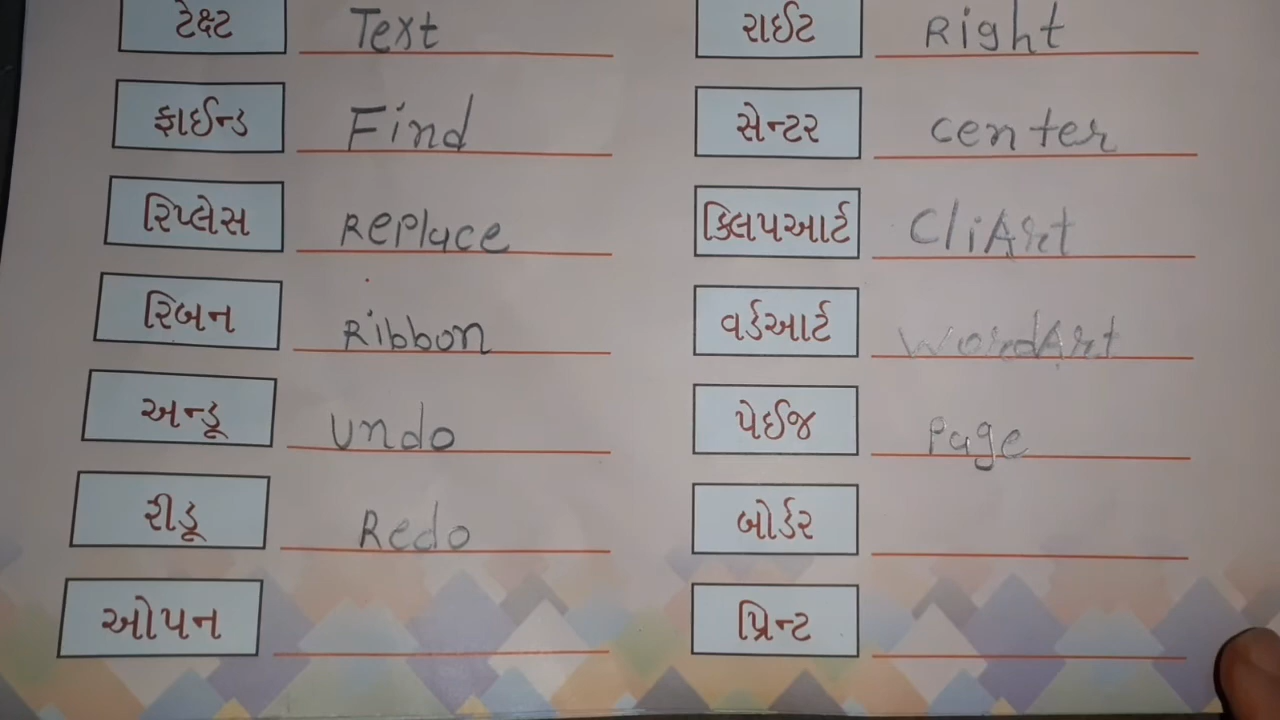 ટેક્ષ્ટ Text
ફાઈન્ડ Find
રિપ્લેસ Replace
રિબન Ribbon
અન્ડૂ Undo
રીડૂ Redo
ઓપન
રાઈટ Right
સેન્ટર center
ક્લિપઆર્ટ CliArt
વર્ડઆર્ટ WordArt
પેઈજ Page
બોર્ડર
પ્રિન્ટ